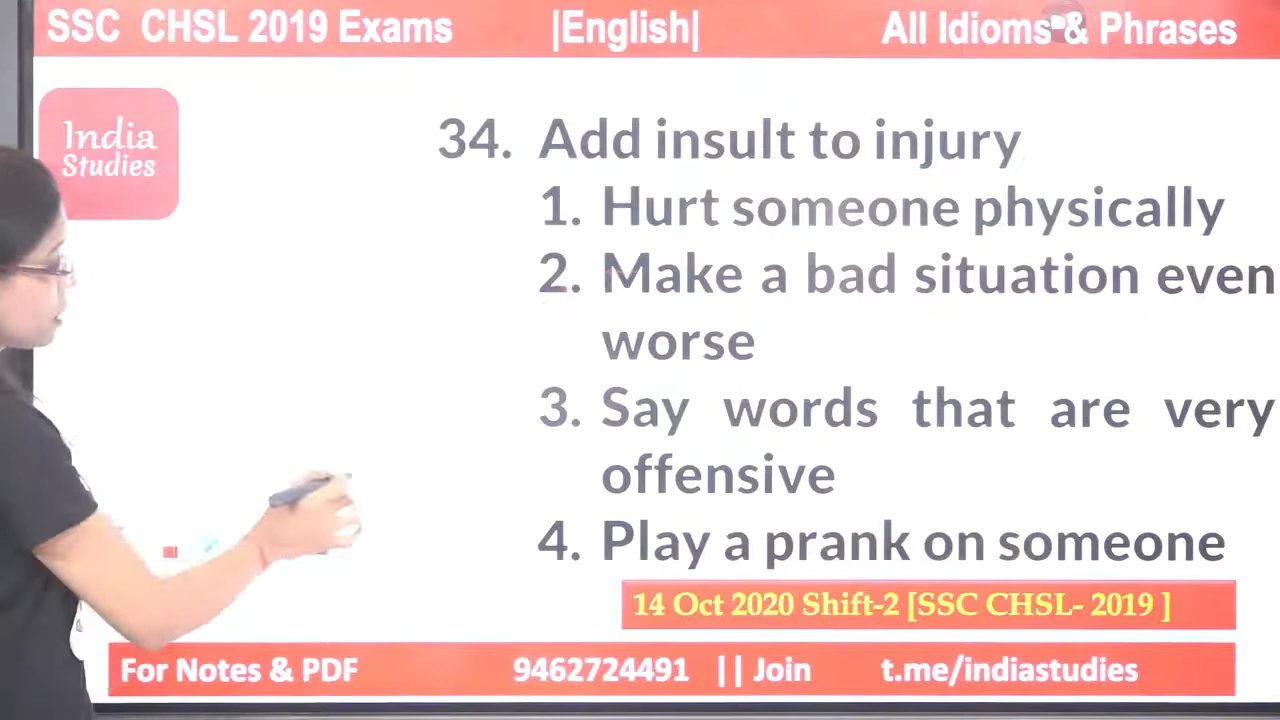 SSC CHSL 2019 Exams |English| All Idioms & Phrases
India
Studies
34. Add insult to injury
1. Hurt someone physically
2. Make a bad situation even
worse
3. Say words that are very
offensive
4. Play a prank on someone
14 Oct 2020 Shift-2 [SSC CHSL- 2019 ]
For Notes & PDF 9462724491 || Join t.me/indiastudies